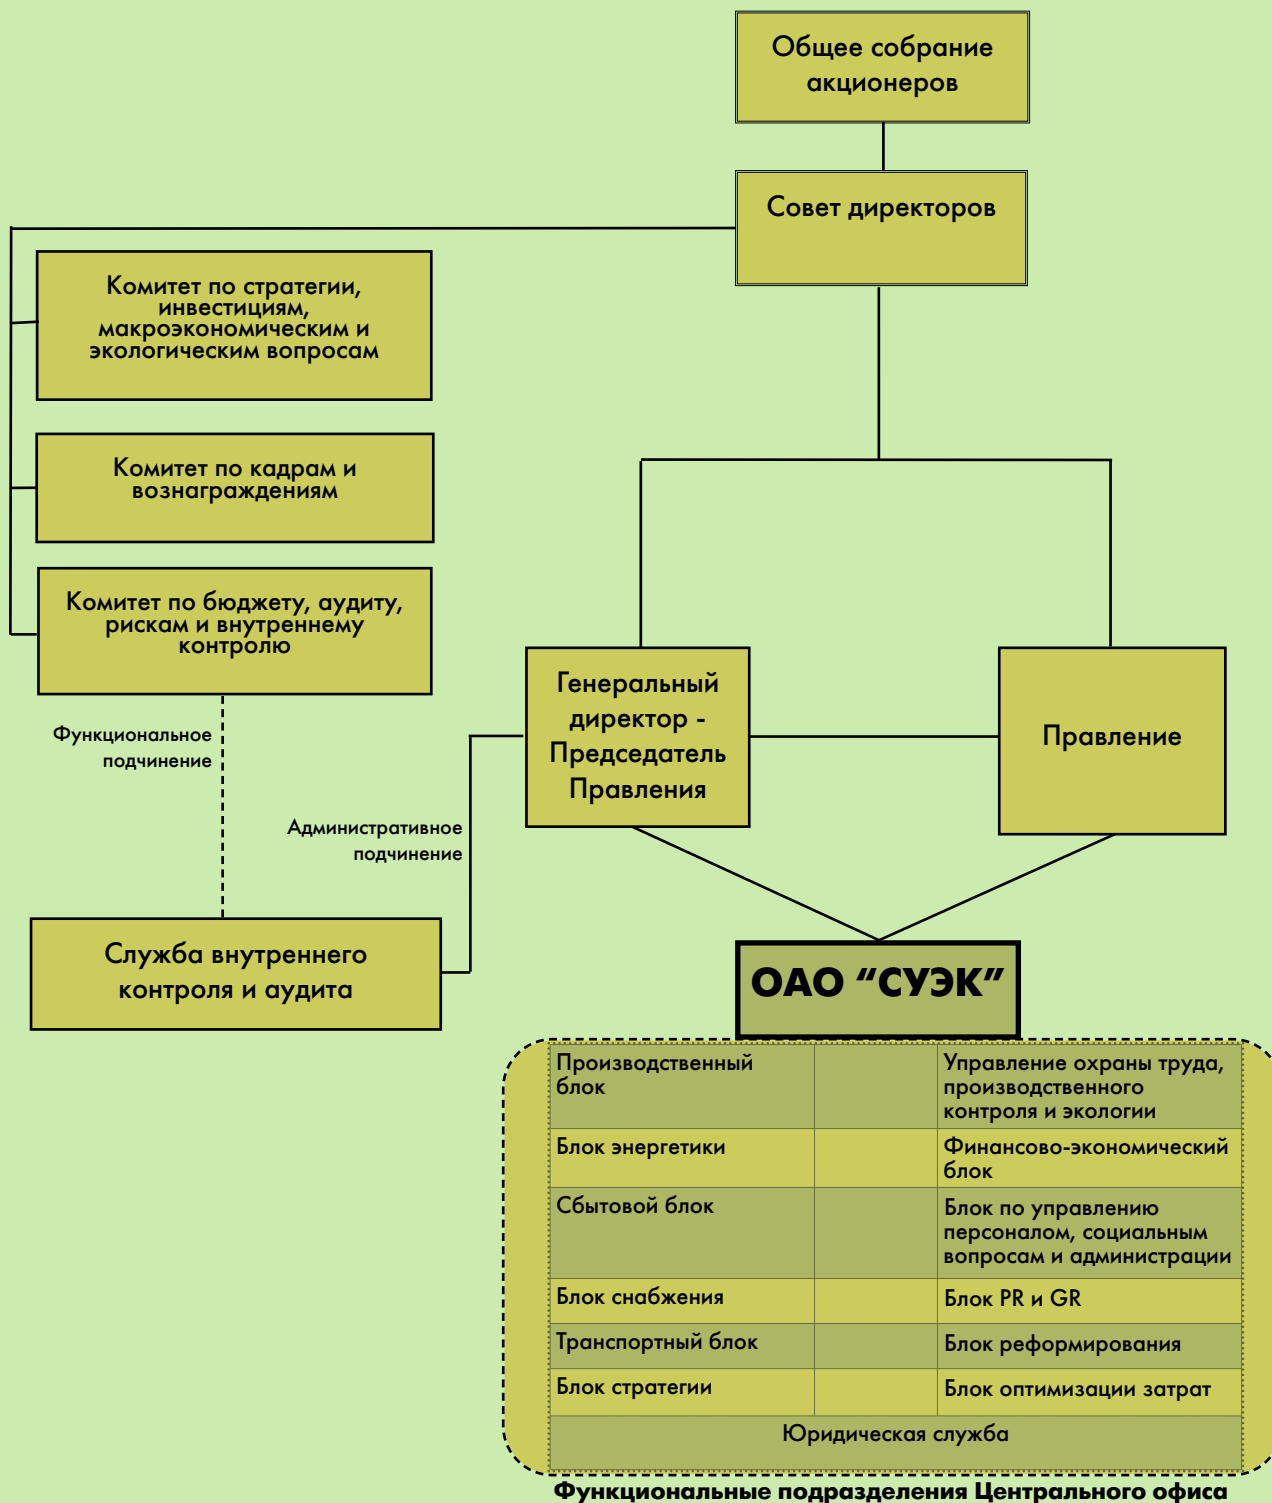 Общее собрание
акционеров
Совет директоров
Комитет по стратегии,
инвестициям,
макроэкономическим и
экологическим вопросам
Комитет по кадрам и
вознаграждениям
Комитет по бюджету, аудиту,
рискам и внутреннему
контролю
Функциональное
подчинение
Административное
подчинение
Генеральный
директор -
Председатель
Правления
Правление
Служба внутреннего
контроля и аудита
ОАО “СУЭК”
Производственный
блок
Управление охраны труда,
производственного
контроля и экологии
Блок энергетики
Финансово-экономический
блок
Сбытовой блок
Блок по управлению
персоналом, социальным
вопросам и администрации
Блок снабжения
Блок PR и GR
Транспортный блок
Блок реформирования
Блок стратегии
Блок оптимизации затрат
Юридическая служба
Функциональные подразделения Центрального офиса